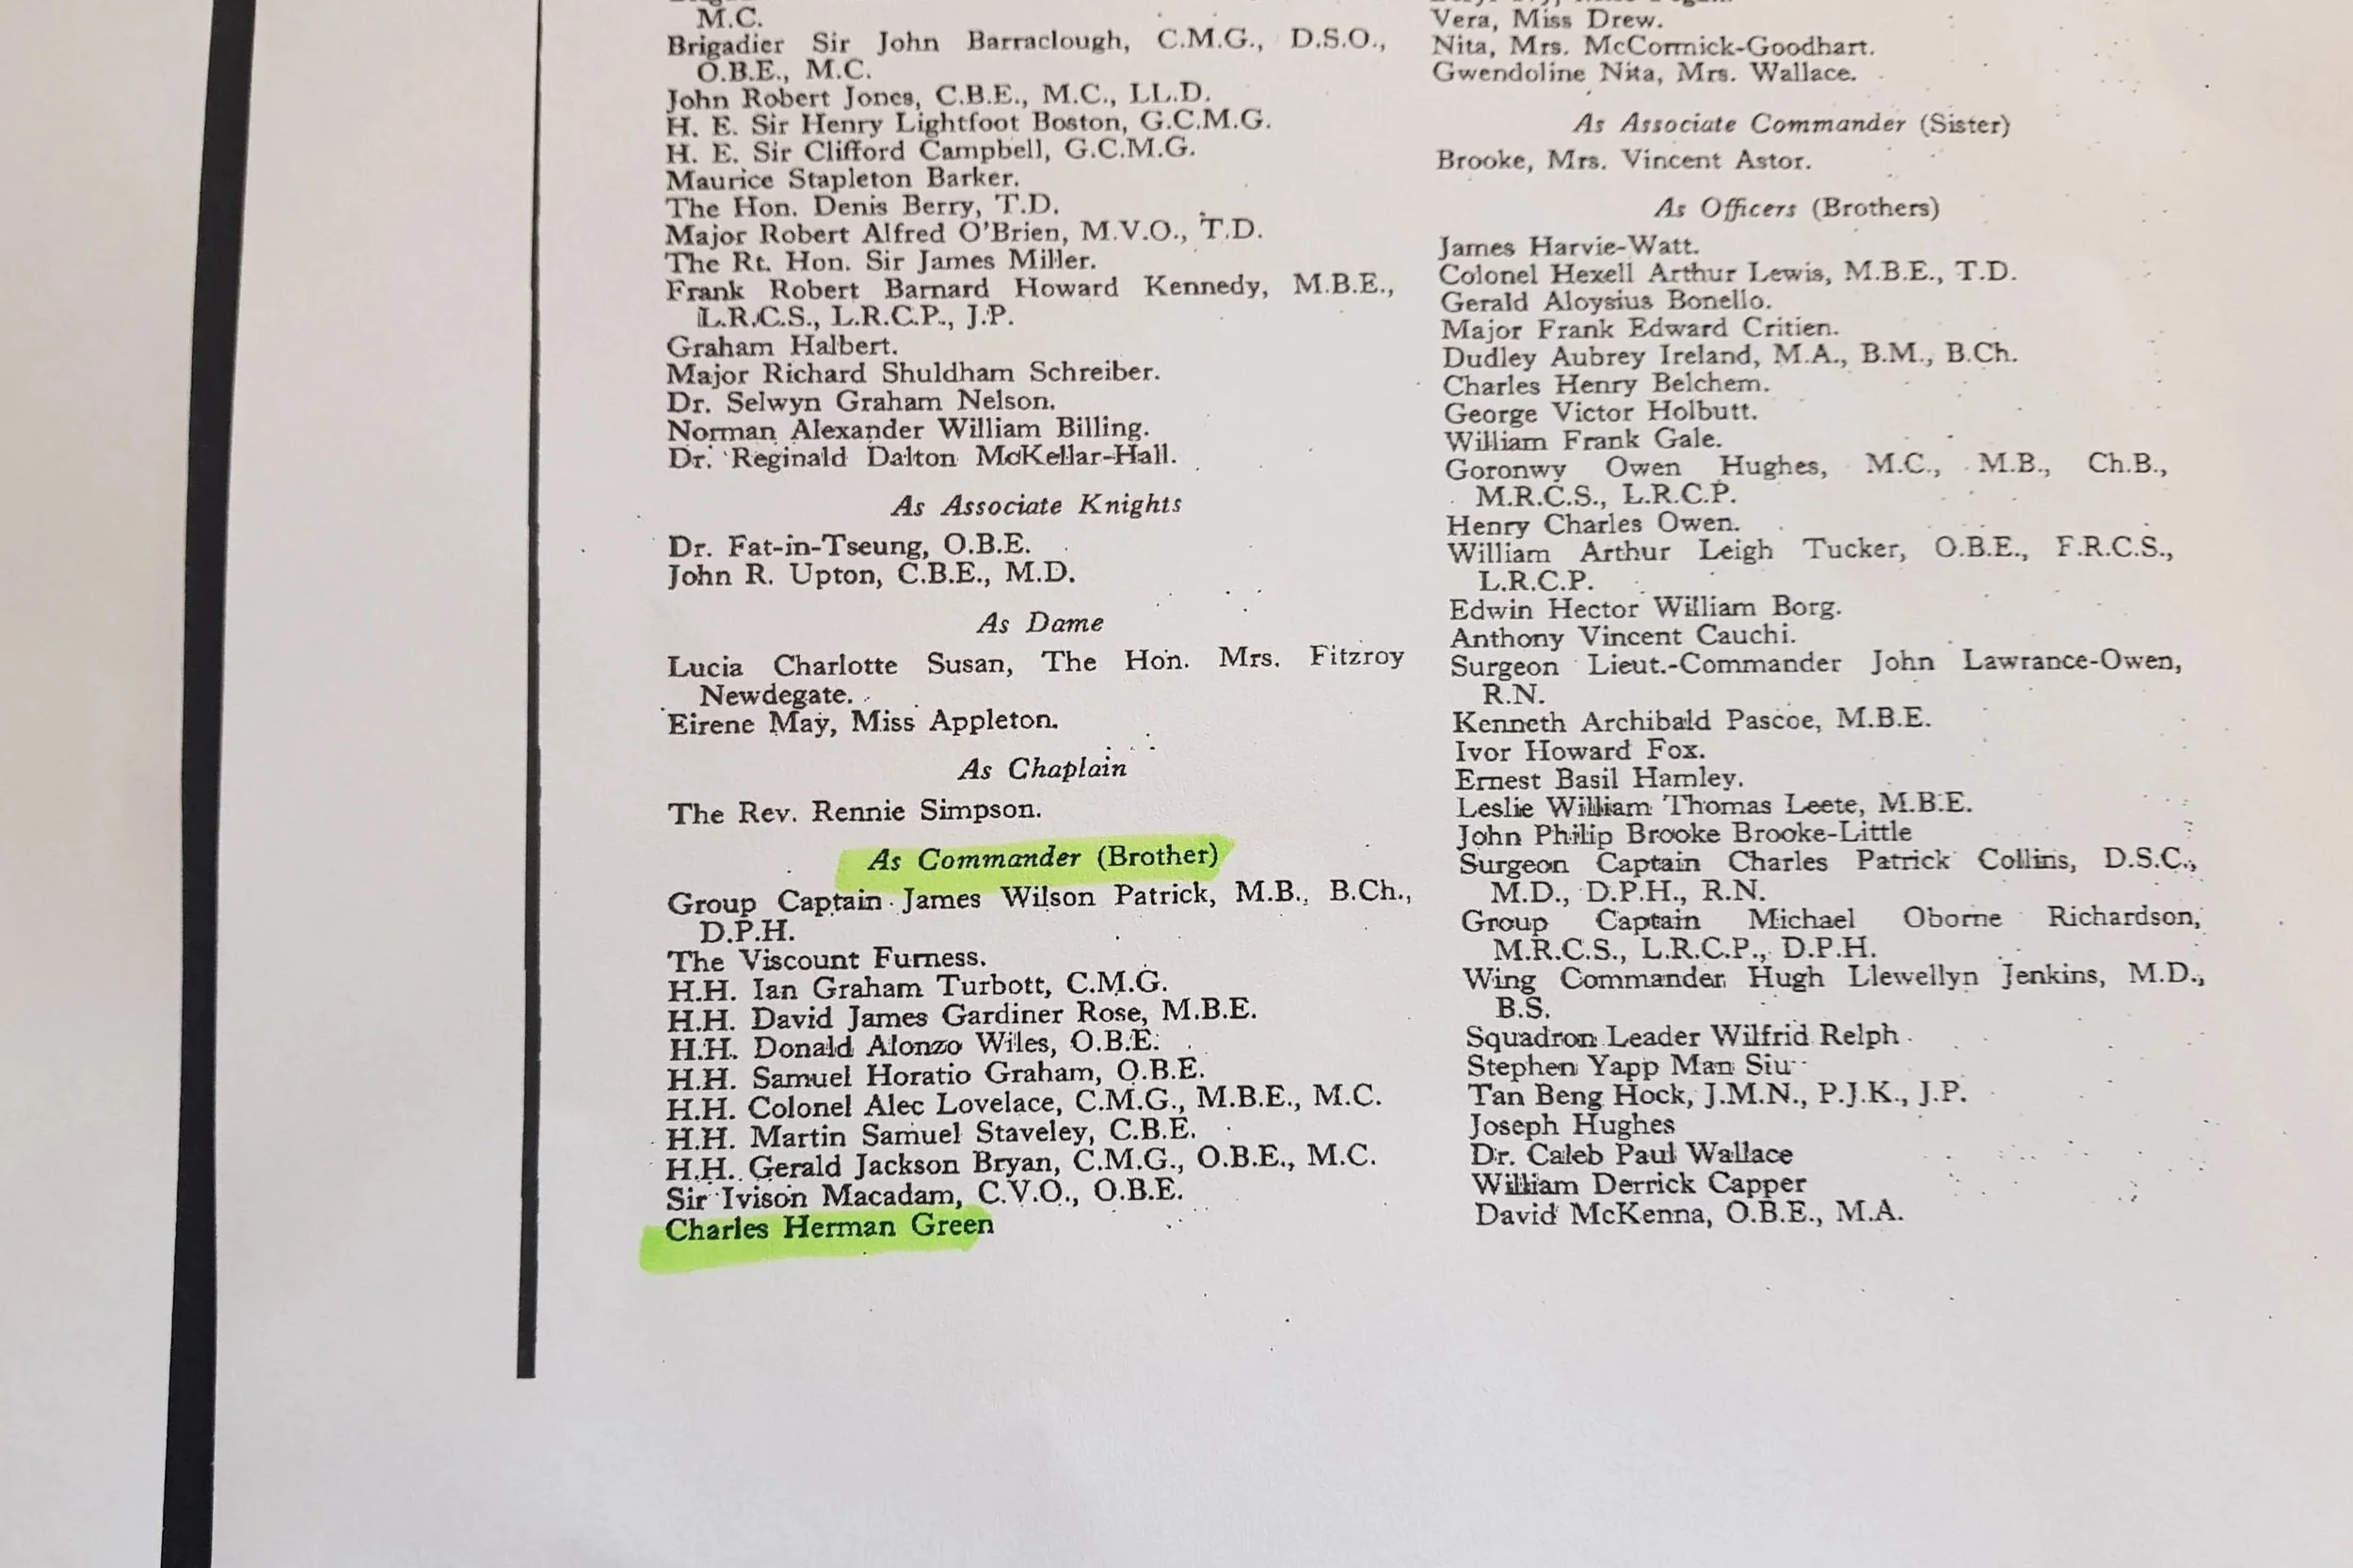 M.C.
Brigadier Sir John Barraclough, C.M.G., D.S.O.,
O.B.E., M.C.
John Robert Jones, C.B.E., M.C., LL.D.
H. E. Sir Henry Lightfoot Boston, G.C.M.G.
H. E. Sir Clifford Campbell, G.C.M.G.
Maurice Stapleton Barker.
The Hon. Denis Berry, T.D.
Major Robert Alfred O'Brien, M.V.O., T.D.
The Rt. Hon. Sir James Miller.
Frank Robert Barnard Howard Kennedy, M.B.E.,
L.R.C.S., L.R.C.P., J.P.
Graham Halbert.
Major Richard Shuldham Schreiber.
Dr. Selwyn Graham Nelson.
Norman Alexander William Billing.
Dr. Reginald Dalton McKellar-Hall.
As Associate Knights
Dr. Fat-in-Tseung, O.B.E.
John R. Upton, C.B.E., M.D.
As Dame
Lucia Charlotte Susan, The Hon. Mrs. Fitzroy
Newdegate.
Eirene May, Miss Appleton.
As Chaplain
The Rev. Rennie Simpson.
As Commander (Brother)
Group Captain James Wilson Patrick, M.B., B.Ch.,
D.P.H.
The Viscount Furness.
H.H. Ian Graham Turbott, C.M.G.
H.H. David James Gardiner Rose, M.B.E.
H.H. Donald Alonzo Wiles, O.B.E.
H.H. Samuel Horatio Graham, O.B.E.
H.H. Colonel Alec Lovelace, C.M.G., M.B.E., M.C.
H.H. Martin Samuel Staveley, C.B.E.
H.H. Gerald Jackson Bryan, C.M.G., O.B.E., M.C.
Sir Ivison Macadam, C.V.O., O.B.E.
Charles Herman Green
Vera, Miss Drew.
Nita, Mrs. McCormick-Goodhart.
Gwendoline Nita, Mrs. Wallace.
As Associate Commander (Sister)
Brooke, Mrs. Vincent Astor.
As Officers (Brothers)
James Harvie-Watt.
Colonel Hexell Arthur Lewis, M.B.E., T.D.
Gerald Aloysius Bonello.
Major Frank Edward Critien.
Dudley Aubrey Ireland, M.A., B.M., B.Ch.
Charles Henry Belchem.
George Victor Holbutt.
William Frank Gale.
Goronwy Owen Hughes, M.C., M.B., Ch.B.,
M.R.C.S., L.R.C.P.
Henry Charles Owen.
William Arthur Leigh Tucker, O.B.E., F.R.C.S.,
L.R.C.P.
Edwin Hector William Borg.
Anthony Vincent Cauchi.
Surgeon Lieut.-Commander John Lawrance-Owen,
R.N.
Kenneth Archibald Pascoe, M.B.E.
Ivor Howard Fox.
Ernest Basil Hamley.
Leslie William Thomas Leete, M.B.E.
John Philip Brooke Brooke-Little
Surgeon Captain Charles Patrick Collins, D.S.C.,
M.D., D.P.H., R.N.
Group Captain Michael Oborne Richardson,
M.R.C.S., L.R.C.P., D.P.H.
Wing Commander Hugh Llewellyn Jenkins, M.D.,
B.S.
Squadron Leader Wilfrid Relph
Stephen Yapp Man Siu
Tan Beng Hock, J.M.N., P.J.K., J.P.
Joseph Hughes
Dr. Caleb Paul Wallace
William Derrick Capper
David McKenna, O.B.E., M.A.